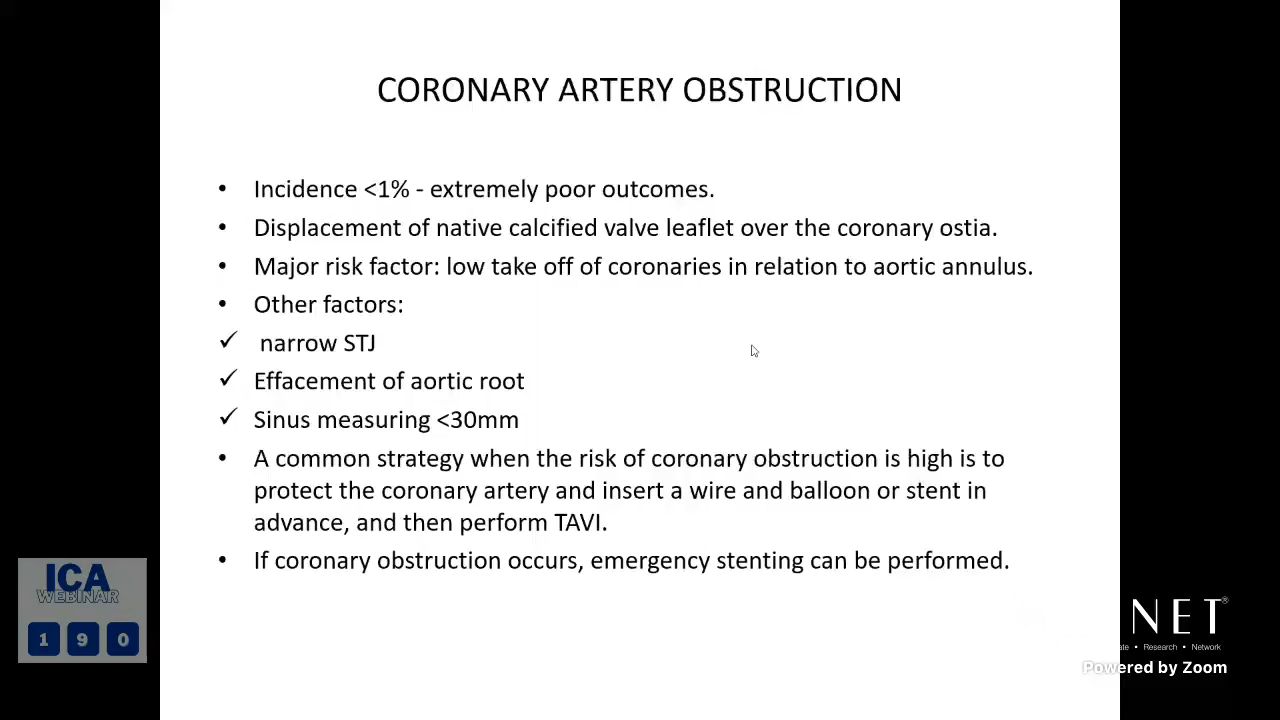 CORONARY ARTERY OBSTRUCTION
• Incidence <1% - extremely poor outcomes.
• Displacement of native calcified valve leaflet over the coronary ostia.
• Major risk factor: low take off of coronaries in relation to aortic annulus.
• Other factors:
✓ narrow STJ
✓ Effacement of aortic root
✓ Sinus measuring <30mm
• A common strategy when the risk of coronary obstruction is high is to
protect the coronary artery and insert a wire and balloon or stent in
advance, and then perform TAVI.
• If coronary obstruction occurs, emergency stenting can be performed.
ICA
WEBINAR
1 9 0
NET®
• Research • Network
Powered by Zoom